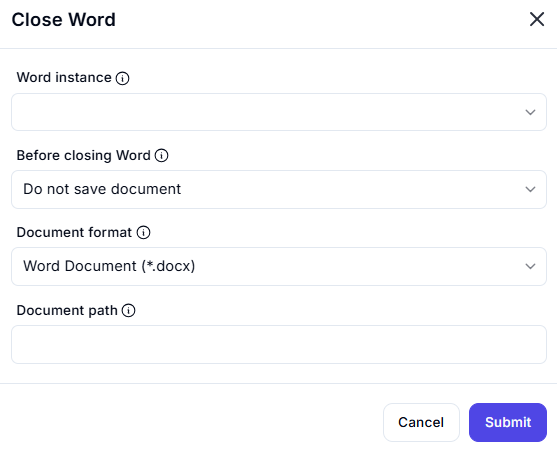 Close Word
Word instance
Before closing Word
Do not save document
Document format
Word Document (*.docx)
Document path
Cancel
Submit